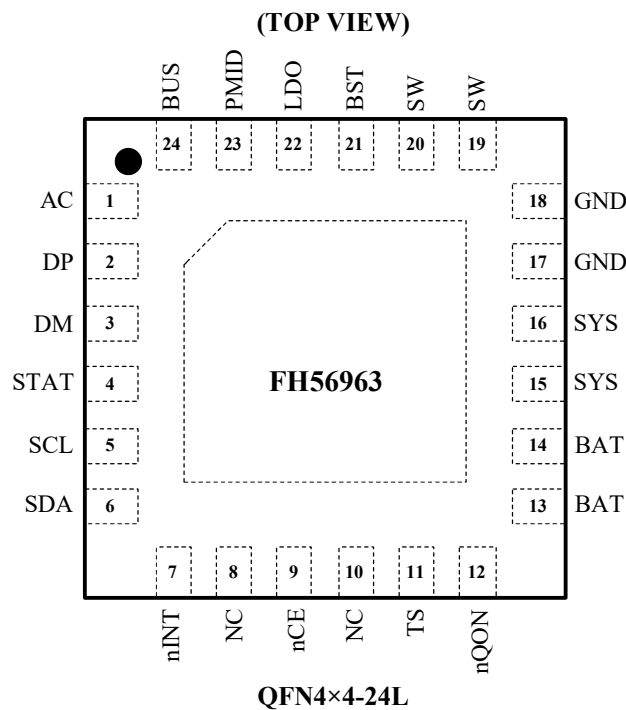 (TOP VIEW)
BUS PMID LDO BST SW SW
24 23 22 21 20 19
AC 1 18 GND
DP 2 17 GND
DM 3 16 SYS
STAT 4 FH56963 15 SYS
SCL 5 14 BAT
SDA 6 13 BAT
7 8 9 10 11 12
nINT NC nCE NC TS nQON
QFN4×4-24L